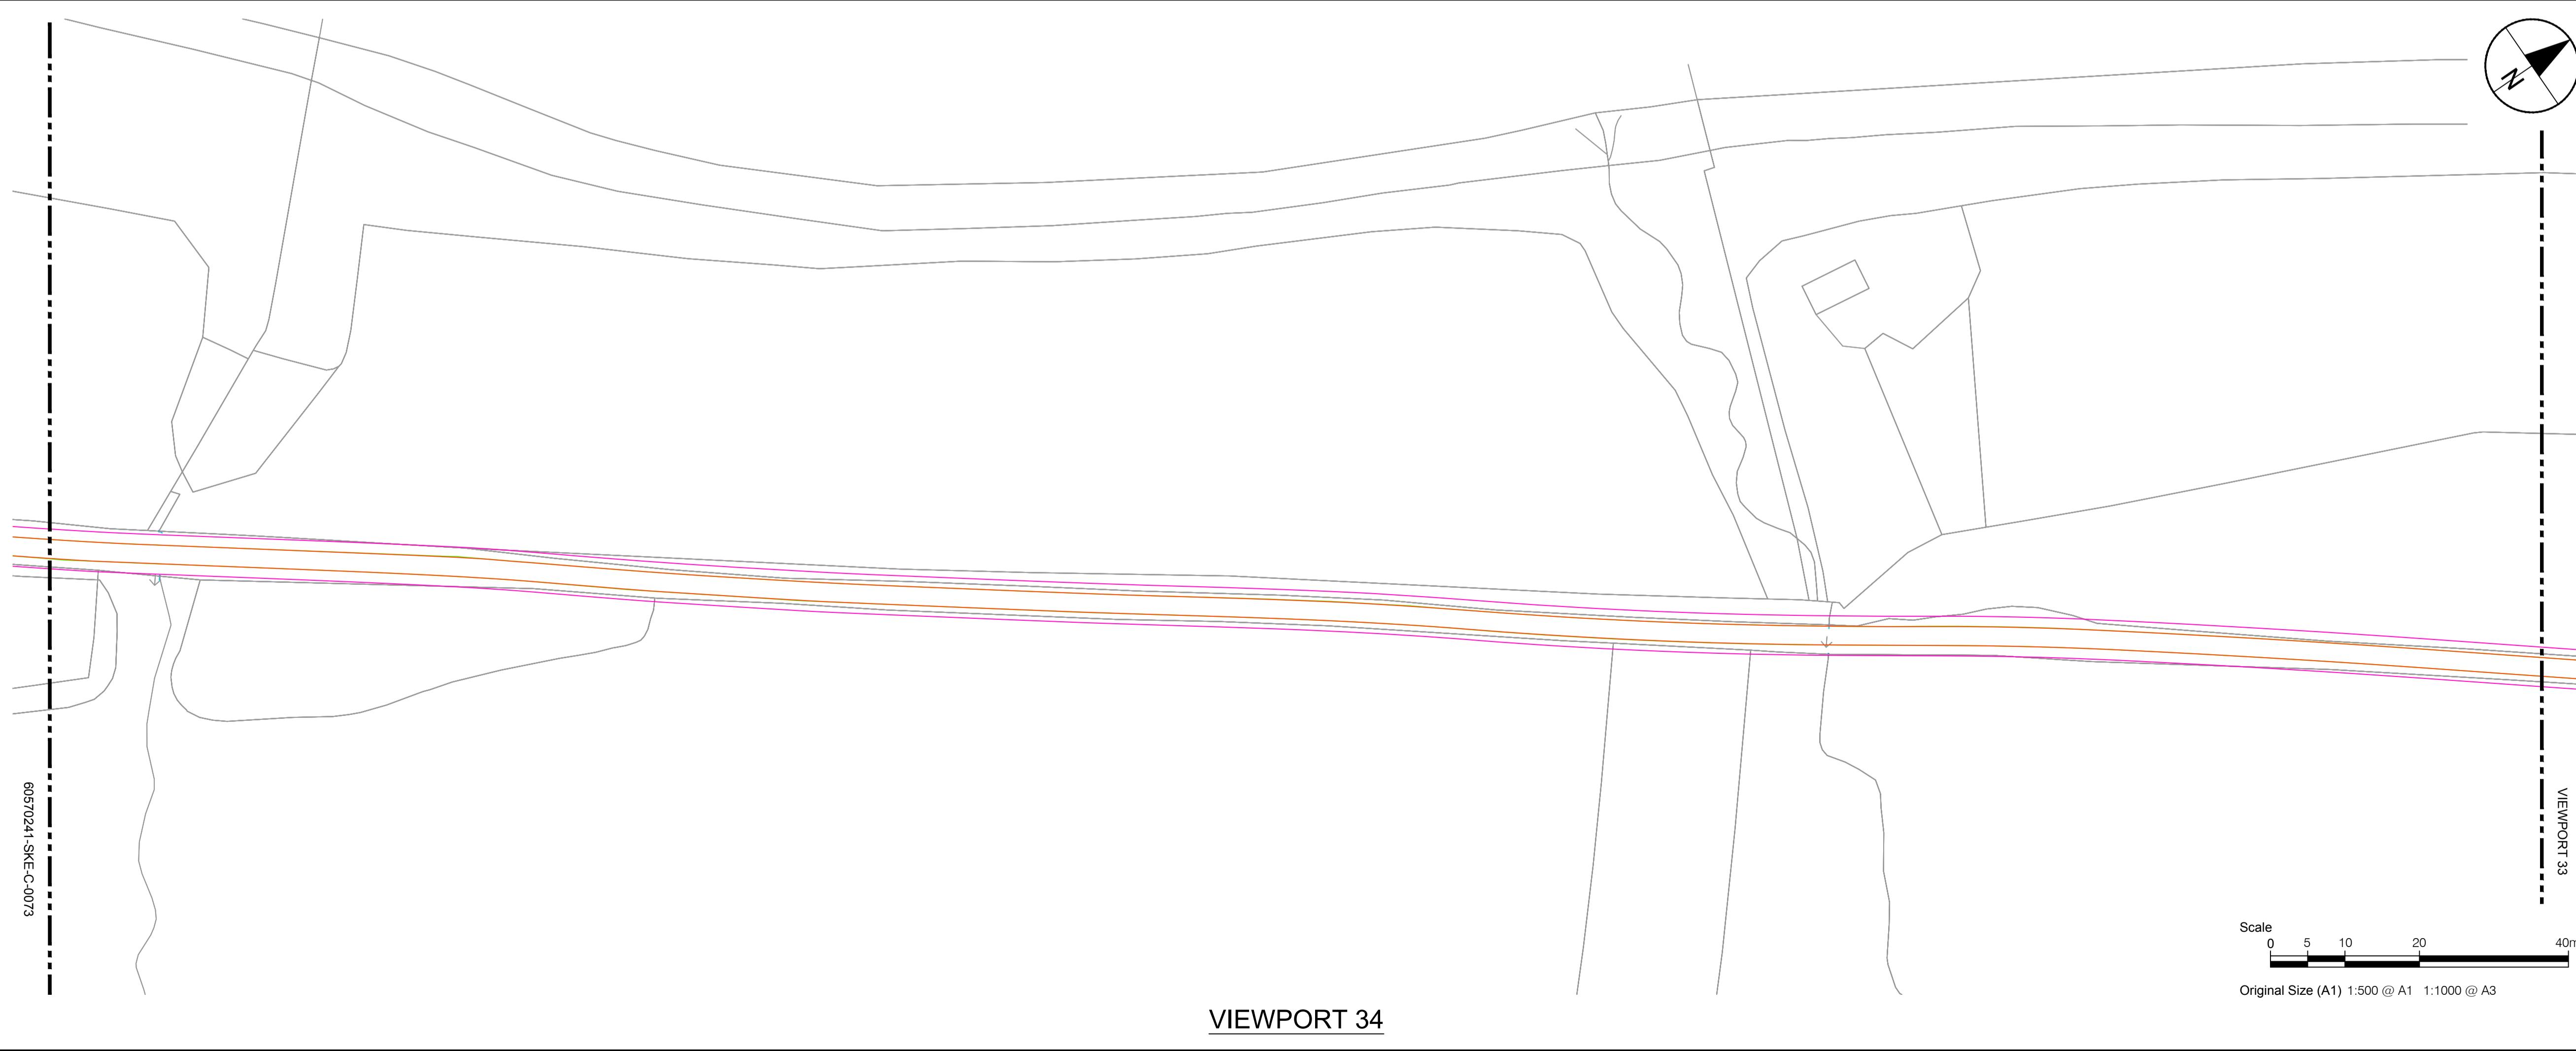 N
60570241-SKE-C-0073
VIEWPORT 33
Scale
0 5 10 20 40m
Original Size (A1) 1:500 @ A1 1:1000 @ A3
VIEWPORT 34